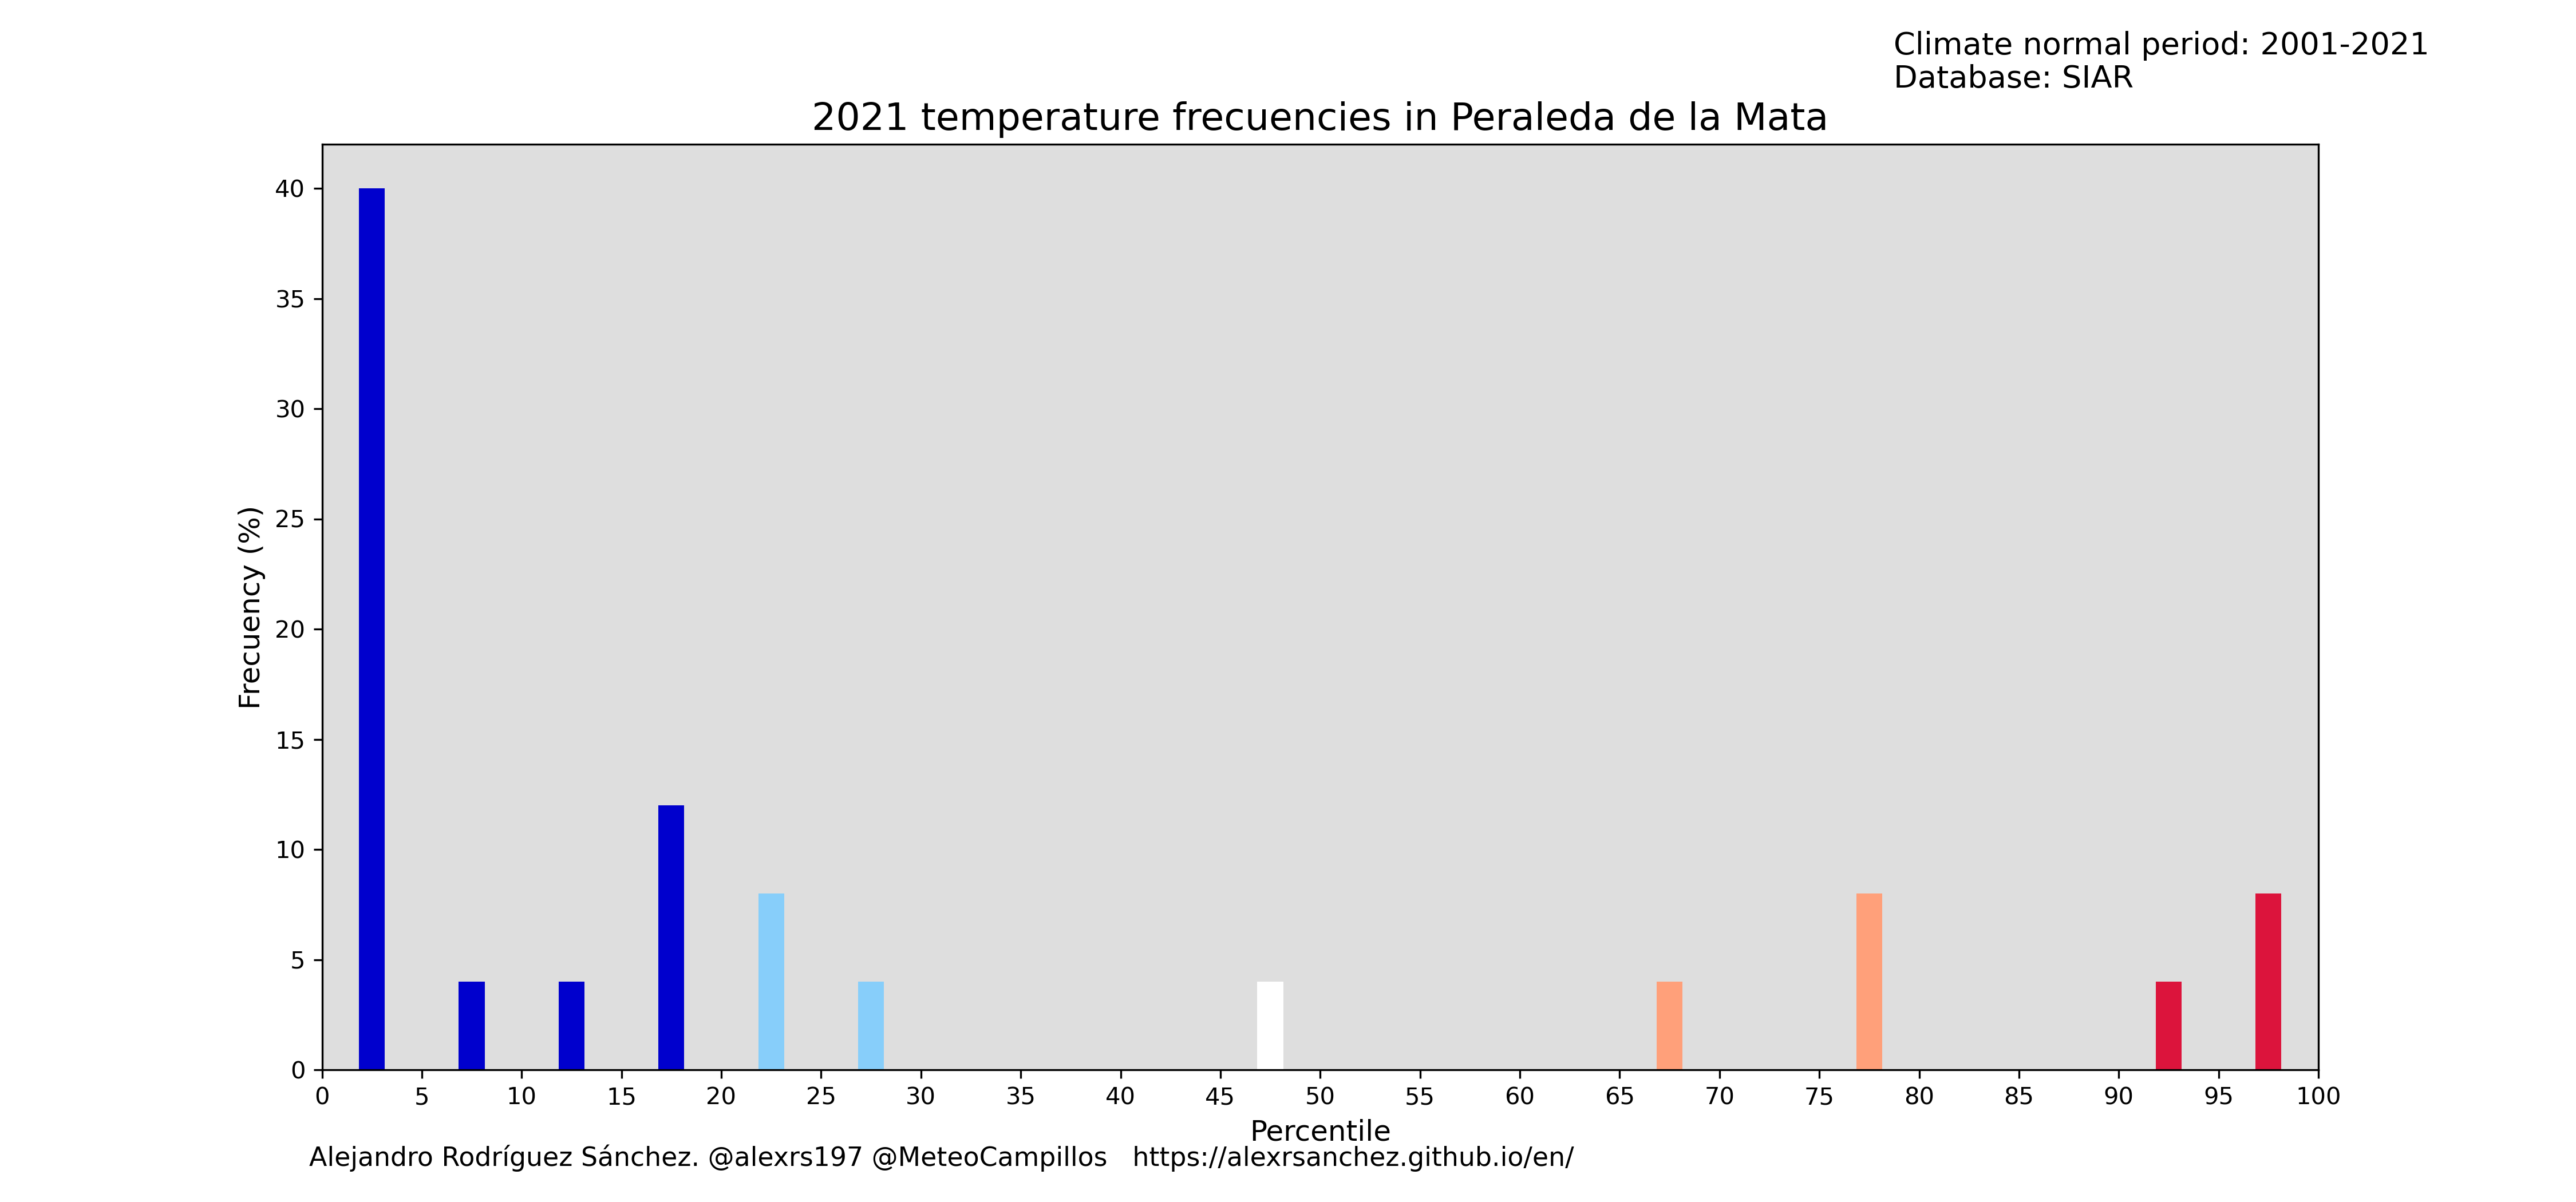 Climate normal period: 2001-2021
Database: SIAR
2021 temperature frecuencies in Peraleda de la Mata
40
35
30
25
20
15
10
5
0
Frecuency (%)
0 5 10 15 20 25 30 35 40 45 50 55 60 65 70 75 80 85 90 95 100
Percentile
Alejandro Rodríguez Sánchez. @alexrs197 @MeteoCampillos https://alexrsanchez.github.io/en/